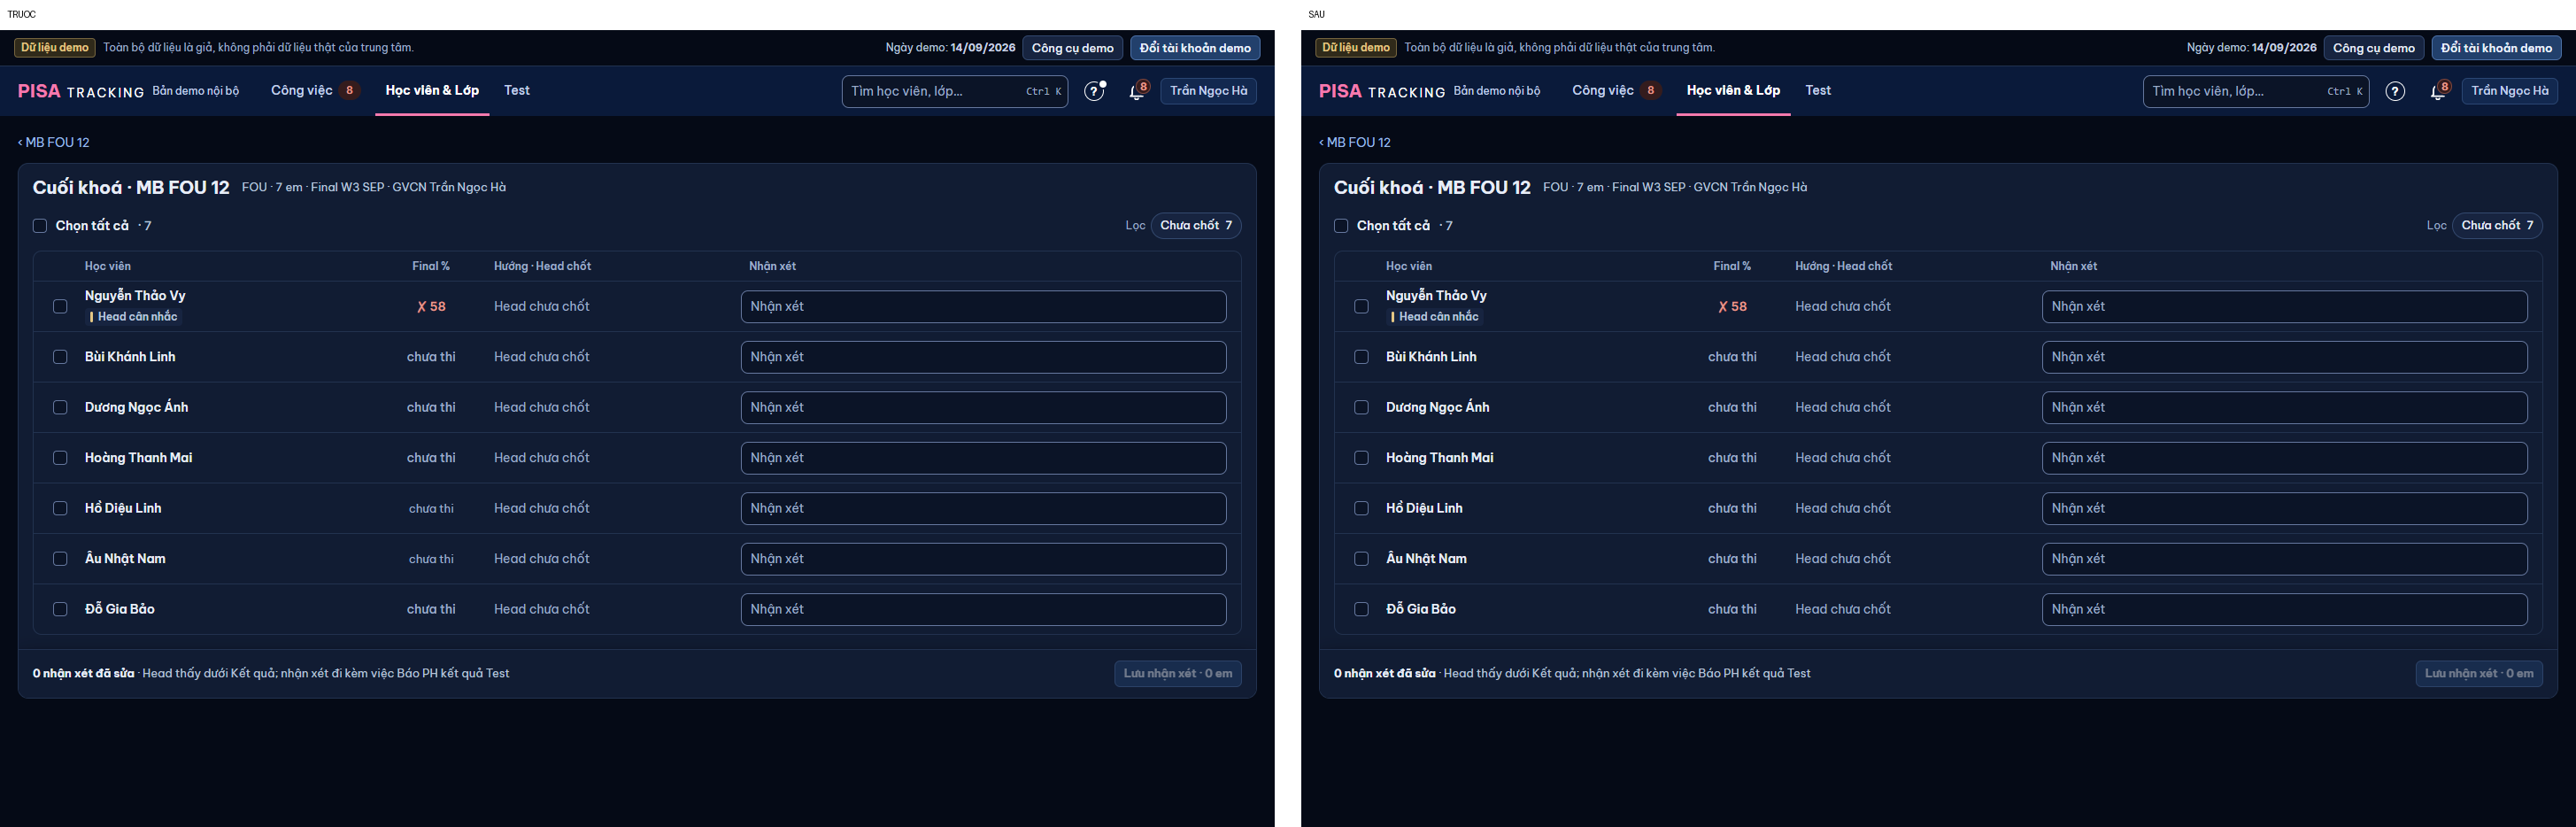 TRUOC
Dữ liệu demo Toàn bộ dữ liệu là giả, không phải dữ liệu thật của trung tâm. Ngày demo: 14/09/2026 Công cụ demo Đổi tài khoản demo
PISA TRACKING Bản demo nội bộ Công việc 8 Học viên & Lớp Test Tìm học viên, lớp... Ctrl K ? 8 Trần Ngọc Hà
‹ MB FOU 12
Cuối khoá · MB FOU 12 FOU · 7 em · Final W3 SEP · GVCN Trần Ngọc Hà
Chọn tất cả · 7 Lọc Chưa chốt 7
Học viên Final % Hướng · Head chốt Nhận xét
Nguyễn Thảo Vy
Head cân nhắc
✗ 58 Head chưa chốt Nhận xét
Bùi Khánh Linh chưa thi Head chưa chốt Nhận xét
Dương Ngọc Ánh chưa thi Head chưa chốt Nhận xét
Hoàng Thanh Mai chưa thi Head chưa chốt Nhận xét
Hồ Diệu Linh chưa thi Head chưa chốt Nhận xét
Âu Nhật Nam chưa thi Head chưa chốt Nhận xét
Đỗ Gia Bảo chưa thi Head chưa chốt Nhận xét
0 nhận xét đã sửa · Head thấy dưới Kết quả; nhận xét đi kèm việc Báo PH kết quả Test Lưu nhận xét · 0 em
SAU
Dữ liệu demo Toàn bộ dữ liệu là giả, không phải dữ liệu thật của trung tâm. Ngày demo: 14/09/2026 Công cụ demo Đổi tài khoản demo
PISA TRACKING Bản demo nội bộ Công việc 8 Học viên & Lớp Test Tìm học viên, lớp... Ctrl K ? 8 Trần Ngọc Hà
‹ MB FOU 12
Cuối khoá · MB FOU 12 FOU · 7 em · Final W3 SEP · GVCN Trần Ngọc Hà
Chọn tất cả · 7 Lọc Chưa chốt 7
Học viên Final % Hướng · Head chốt Nhận xét
Nguyễn Thảo Vy
Head cân nhắc
✗ 58 Head chưa chốt Nhận xét
Bùi Khánh Linh chưa thi Head chưa chốt Nhận xét
Dương Ngọc Ánh chưa thi Head chưa chốt Nhận xét
Hoàng Thanh Mai chưa thi Head chưa chốt Nhận xét
Hồ Diệu Linh chưa thi Head chưa chốt Nhận xét
Âu Nhật Nam chưa thi Head chưa chốt Nhận xét
Đỗ Gia Bảo chưa thi Head chưa chốt Nhận xét
0 nhận xét đã sửa · Head thấy dưới Kết quả; nhận xét đi kèm việc Báo PH kết quả Test Lưu nhận xét · 0 em